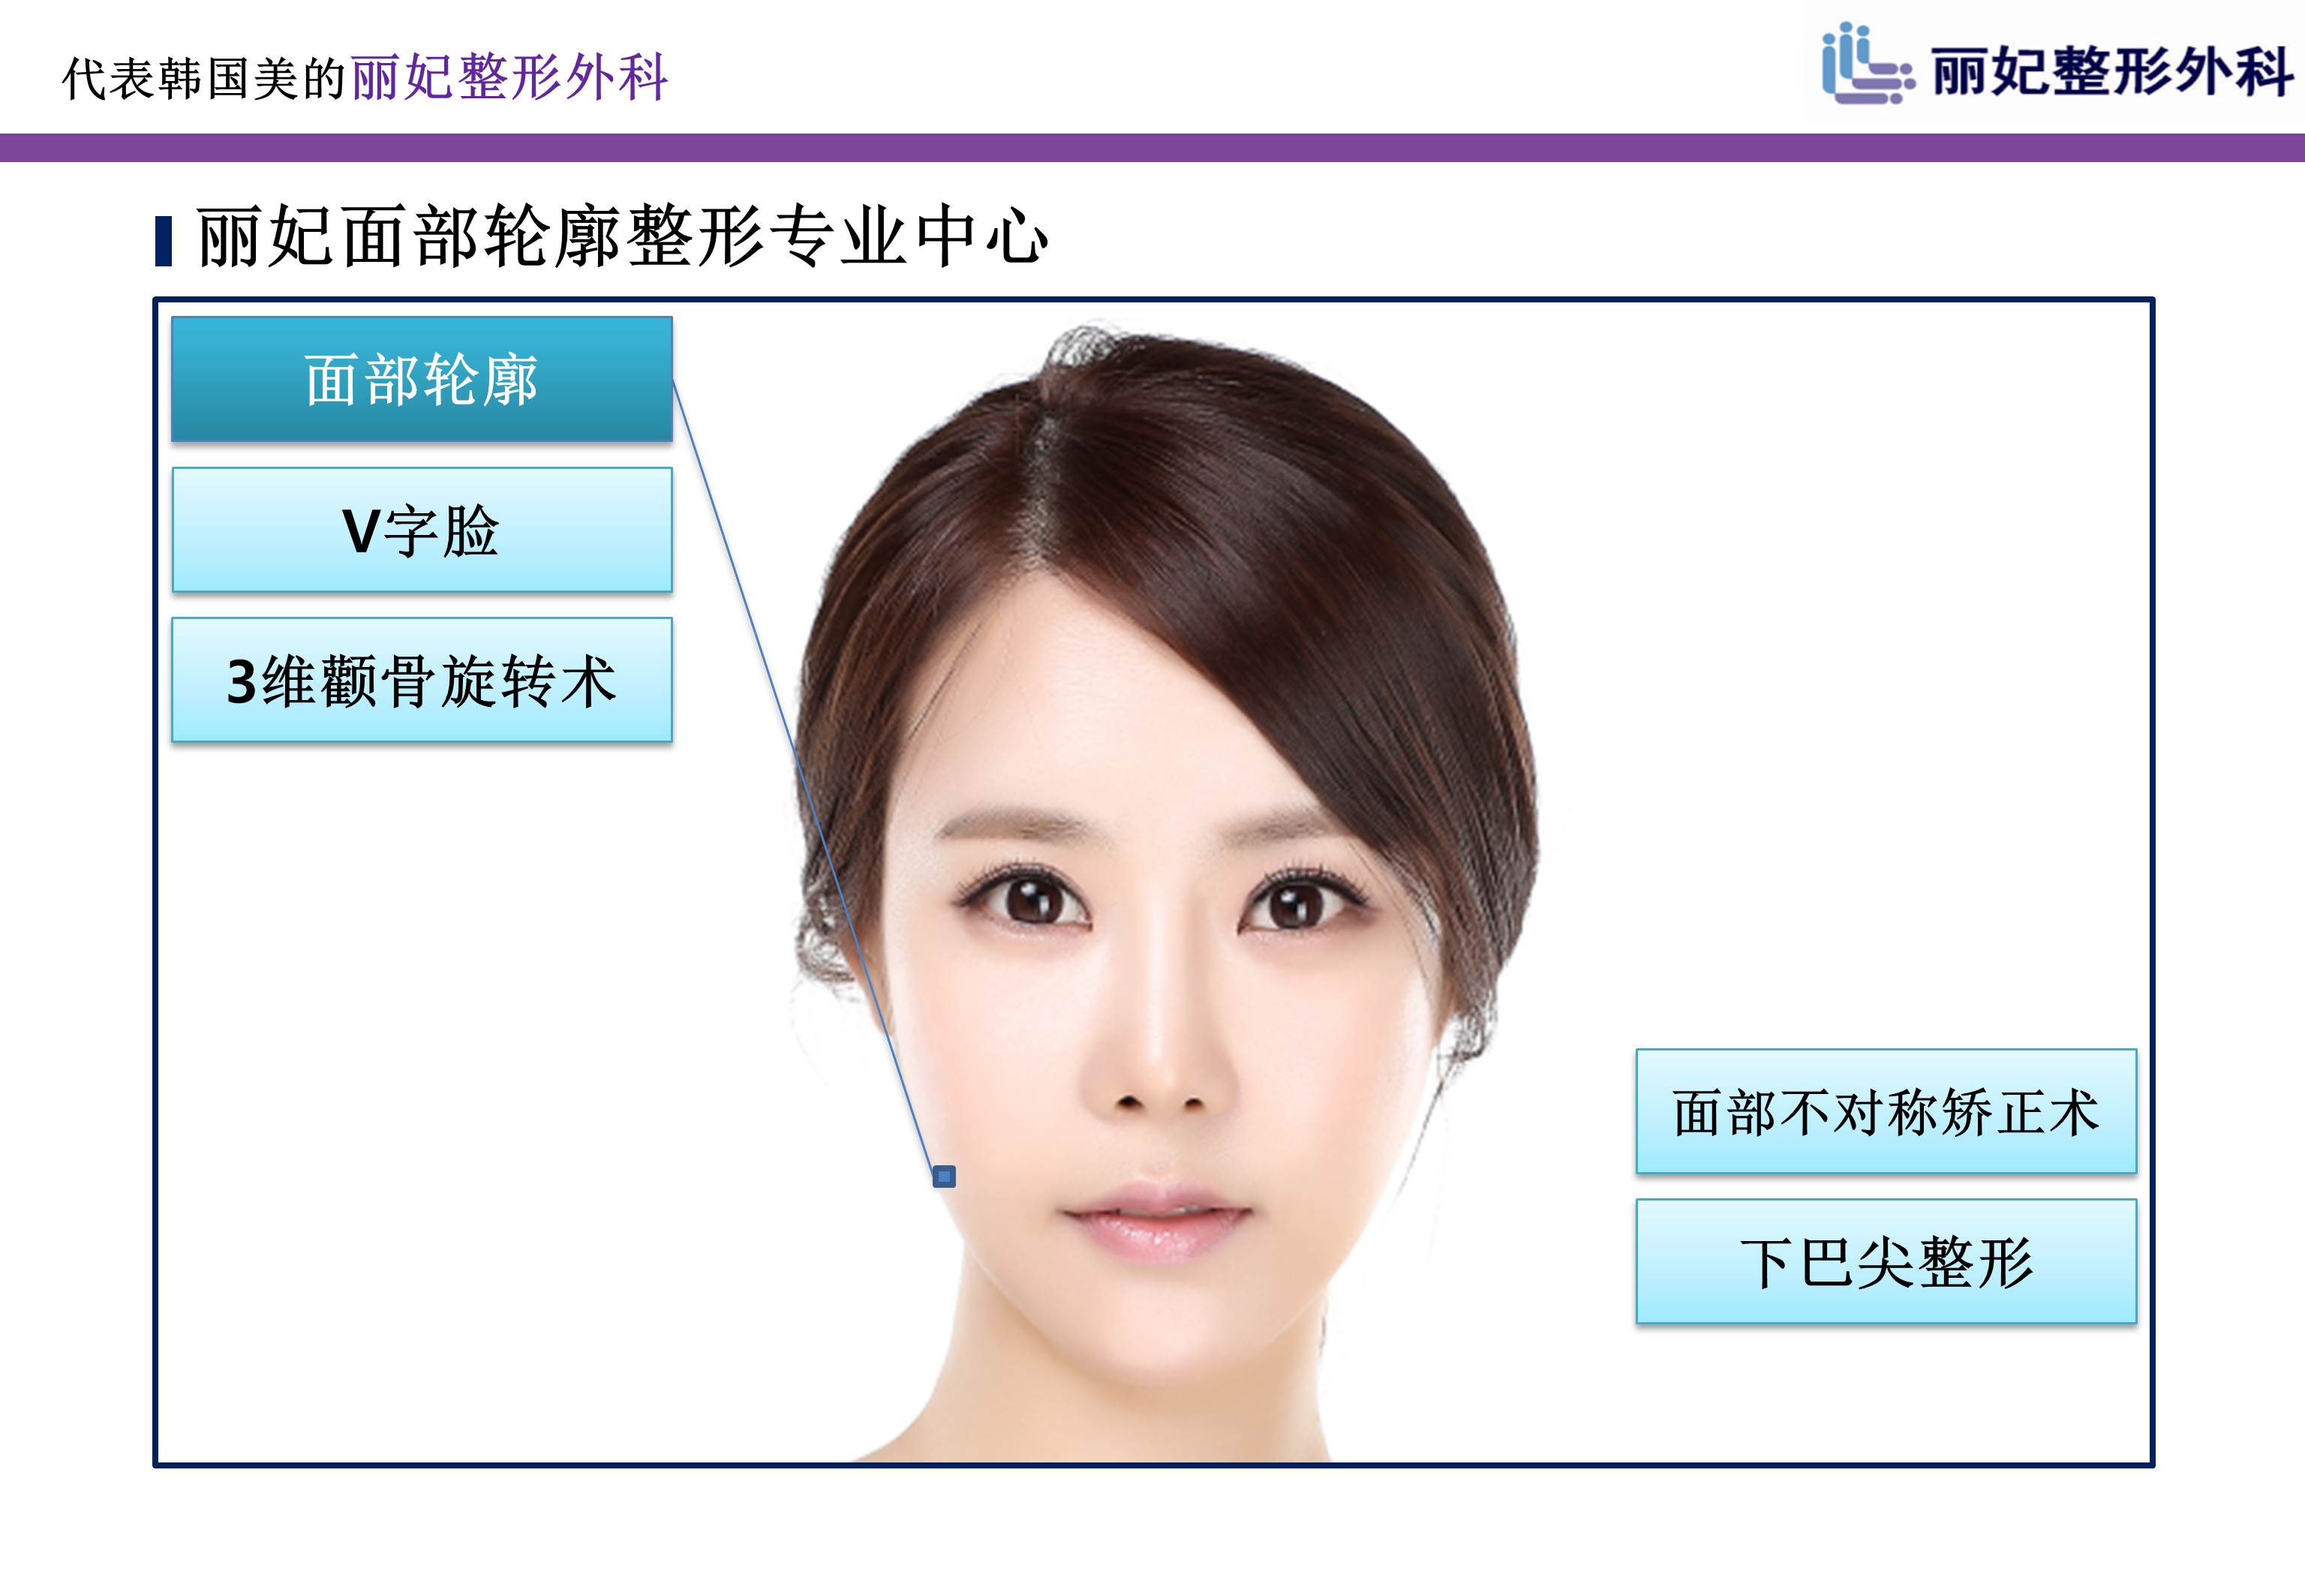 代表韩国美的丽妃整形外科
丽妃整形外科
丽妃面部轮廓整形专业中心
面部轮廓
V字脸
3维颧骨旋转术
面部不对称矫正术
下巴尖整形